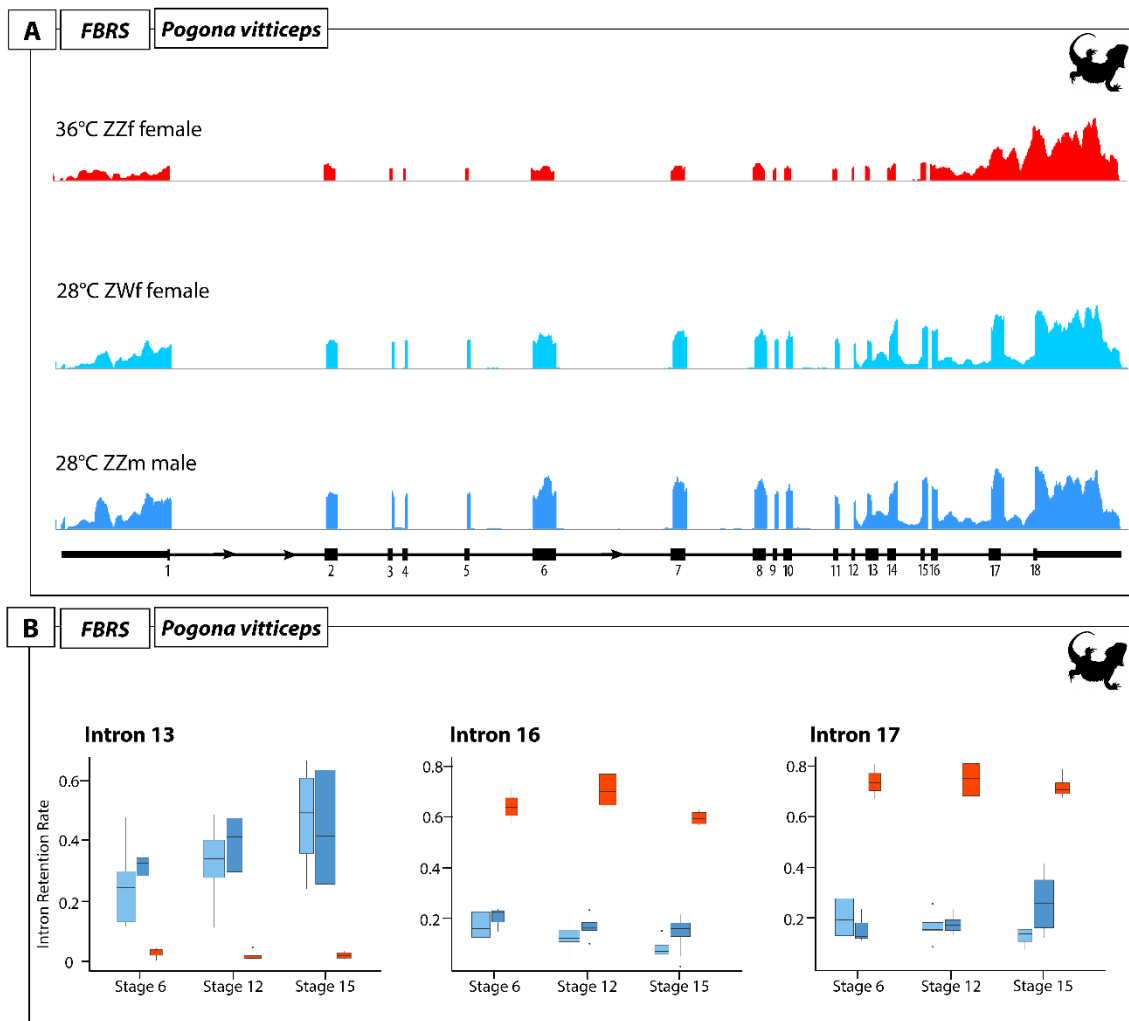 A FBRS Pogona vitticeps
36°C ZZf female
28°C ZWf female
28°C ZZm male
1 2 3 4 5 6 7 8 9 10 11 12 13 14 15 16 17 18
B FBRS Pogona vitticeps
Intron 13
Intron Retention Rate
0.6
0.4
0.2
0
Stage 6 Stage 12 Stage 15
Intron 16
0.8
0.6
0.4
0.2
Stage 6 Stage 12 Stage 15
Intron 17
0.8
0.6
0.4
0.2
Stage 6 Stage 12 Stage 15